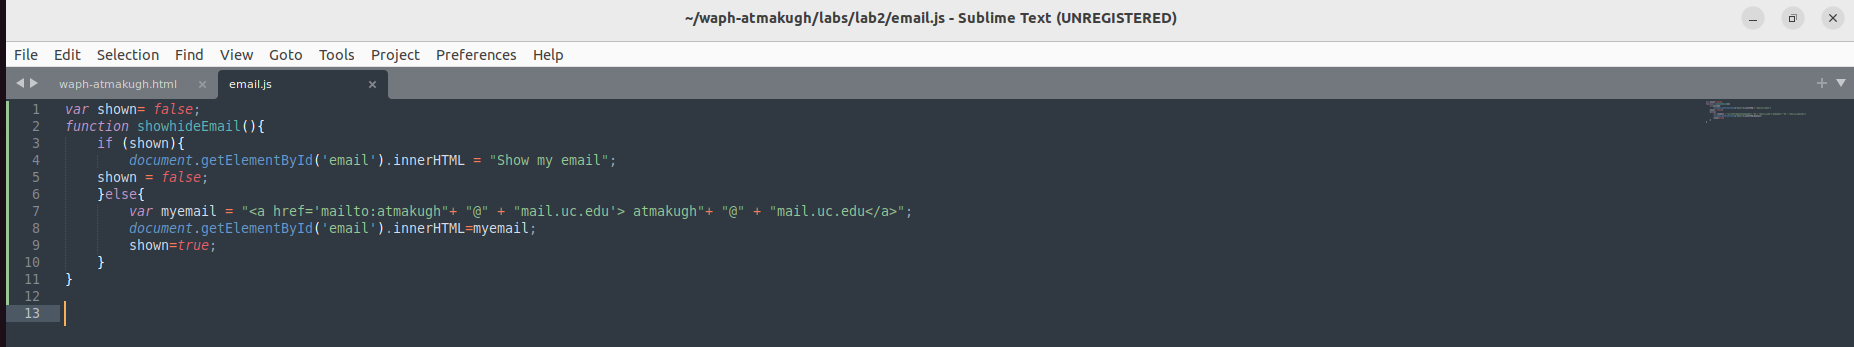 ~/waph-atmakugh/labs/lab2/email.js - Sublime Text (UNREGISTERED)
File Edit Selection Find View Goto Tools Project Preferences Help
waph-atmakugh.html × email.js ×
1 var shown= false;
2 function showhideEmail(){
3 if (shown){
4 document.getElementById('email').innerHTML = "Show my email";
5 shown = false;
6 }else{
7 var myemail = "<a href='mailto:atmakugh"+ "@" + "mail.uc.edu'> atmakugh"+ "@" + "mail.uc.edu</a>";
8 document.getElementById('email').innerHTML=myemail;
9 shown=true;
10 }
11 }
12
13